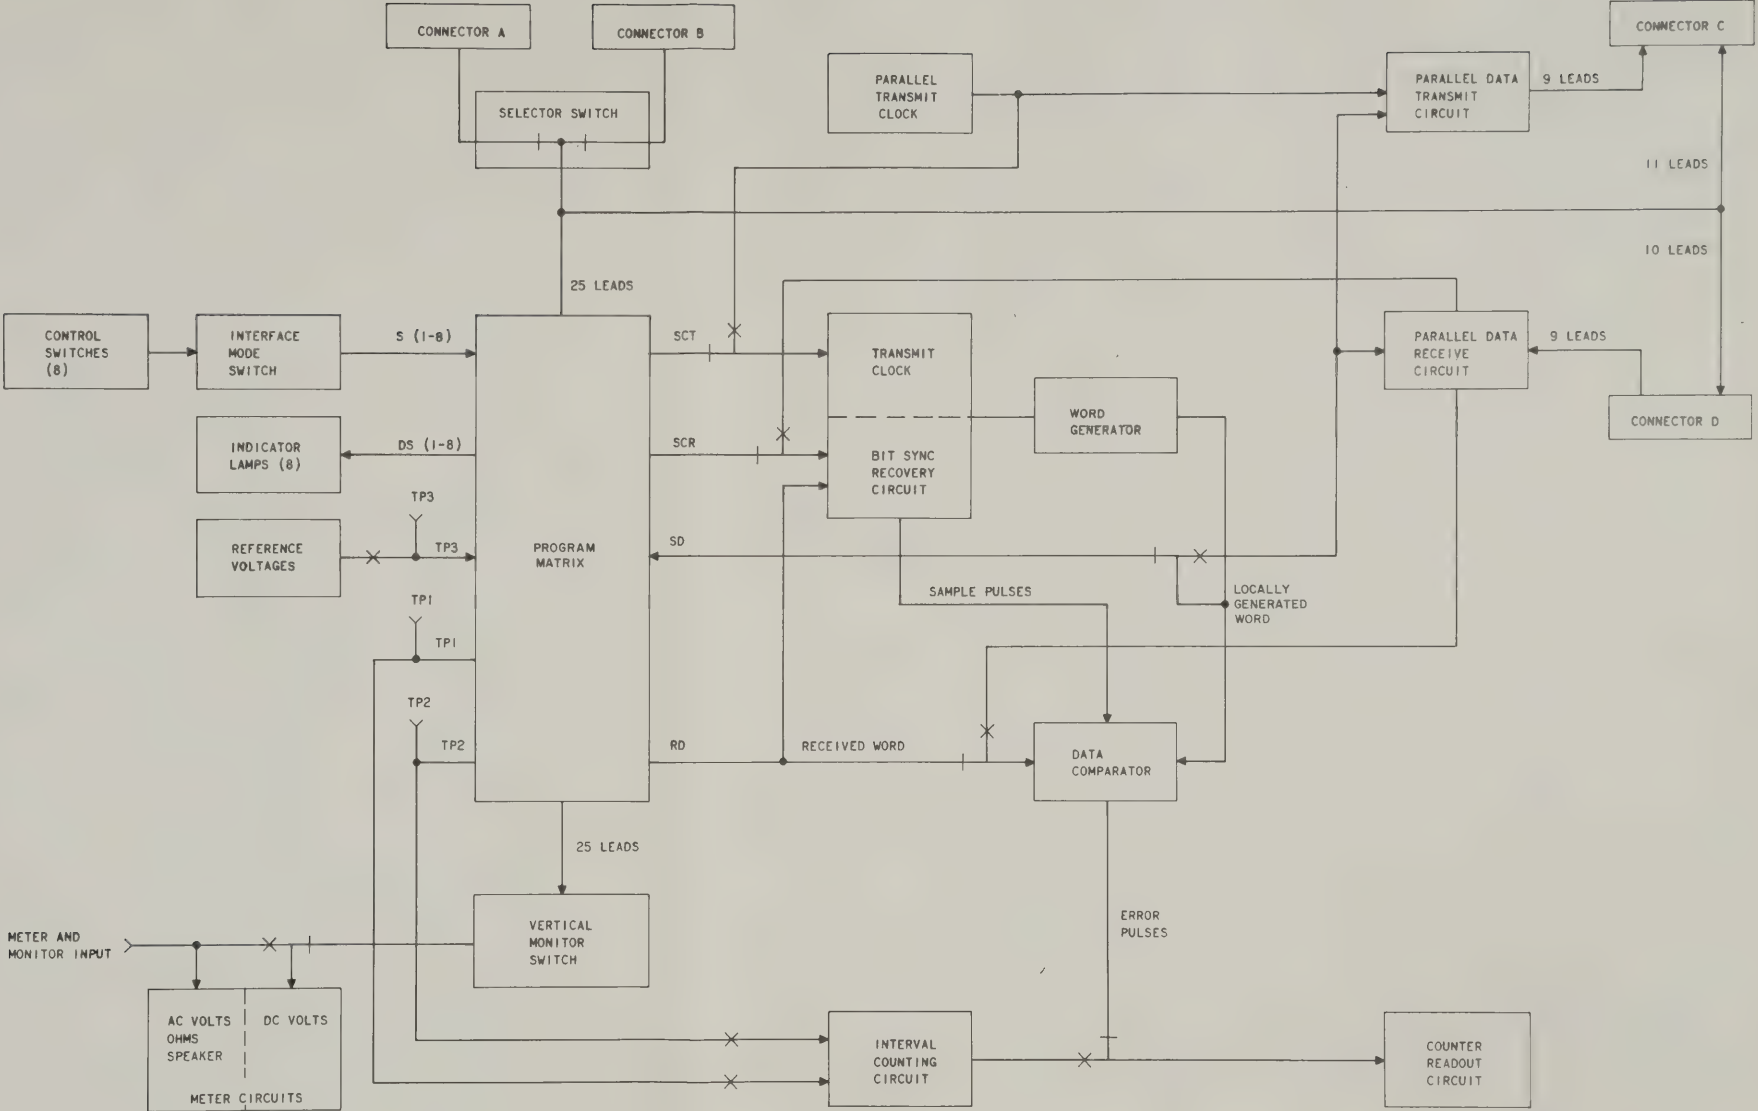 CONNECTOR A
CONNECTOR B
CONNECTOR C
PARALLEL
TRANSMIT
CLOCK
PARALLEL DATA
TRANSMIT
CIRCUIT
9 LEADS
SELECTOR SWITCH
11 LEADS
10 LEADS
25 LEADS
CONTROL
SWITCHES
(8)
INTERFACE
MODE
SWITCH
S (1-8)
SCT
TRANSMIT
CLOCK
PARALLEL DATA
RECEIVE
CIRCUIT
9 LEADS
CONNECTOR D
WORD
GENERATOR
INDICATOR
LAMPS (8)
DS (1-8)
SCR
BIT SYNC
RECOVERY
CIRCUIT
TP3
REFERENCE
VOLTAGES
TP3
PROGRAM
MATRIX
SD
SAMPLE PULSES
LOCALLY
GENERATED
WORD
TP1
TP1
TP2
TP2
RD
RECEIVED WORD
DATA
COMPARATOR
25 LEADS
METER AND
MONITOR INPUT
VERTICAL
MONITOR
SWITCH
ERROR
PULSES
AC VOLTS
OHMS
SPEAKER
DC VOLTS
METER CIRCUITS
INTERVAL
COUNTING
CIRCUIT
COUNTER
READOUT
CIRCUIT